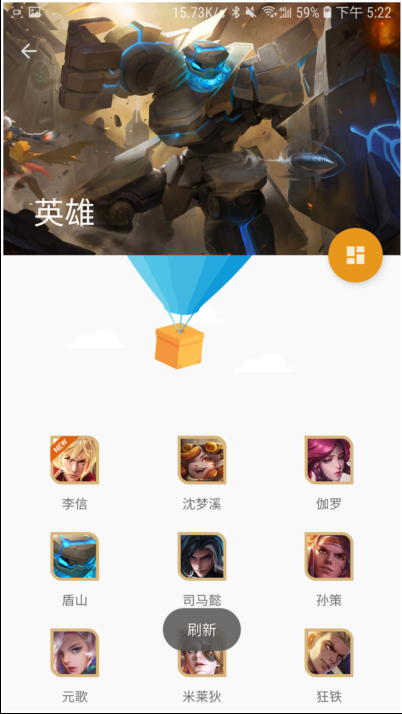 15.73K/s 59% 下午 5:22
英雄
NEW
李信 沈梦溪 伽罗
盾山 司马懿 孙策
刷新
元歌 米莱狄 狂铁